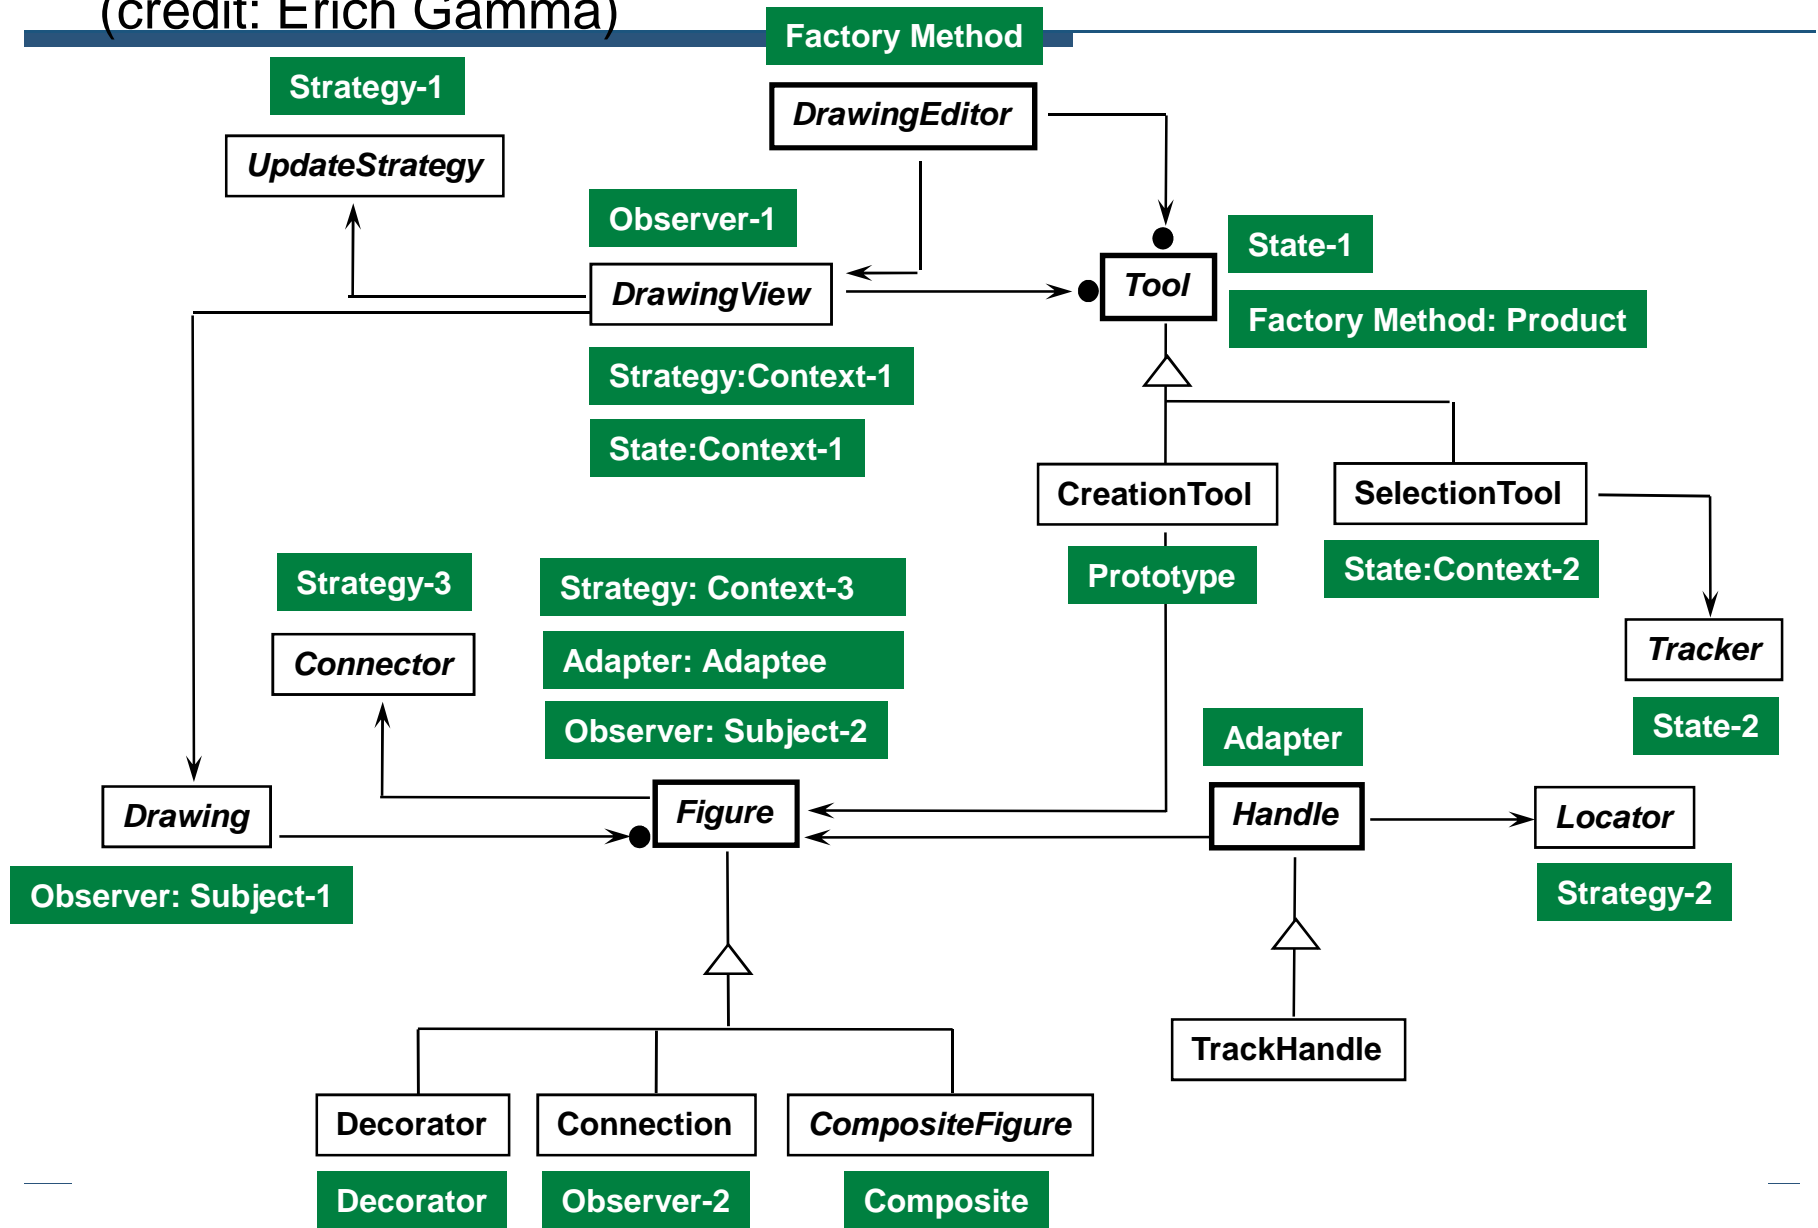 (credit: Erich Gamma)
Factory Method
Strategy-1
DrawingEditor
UpdateStrategy
Observer-1
State-1
DrawingView
Tool
Factory Method: Product
Strategy:Context-1
State:Context-1
CreationTool
SelectionTool
Strategy-3
Strategy: Context-3
Prototype
State:Context-2
Connector
Adapter: Adaptee
Tracker
Observer: Subject-2
Adapter
State-2
Drawing
Figure
Handle
Locator
Observer: Subject-1
Strategy-2
TrackHandle
Decorator
Connection
CompositeFigure
Decorator
Observer-2
Composite